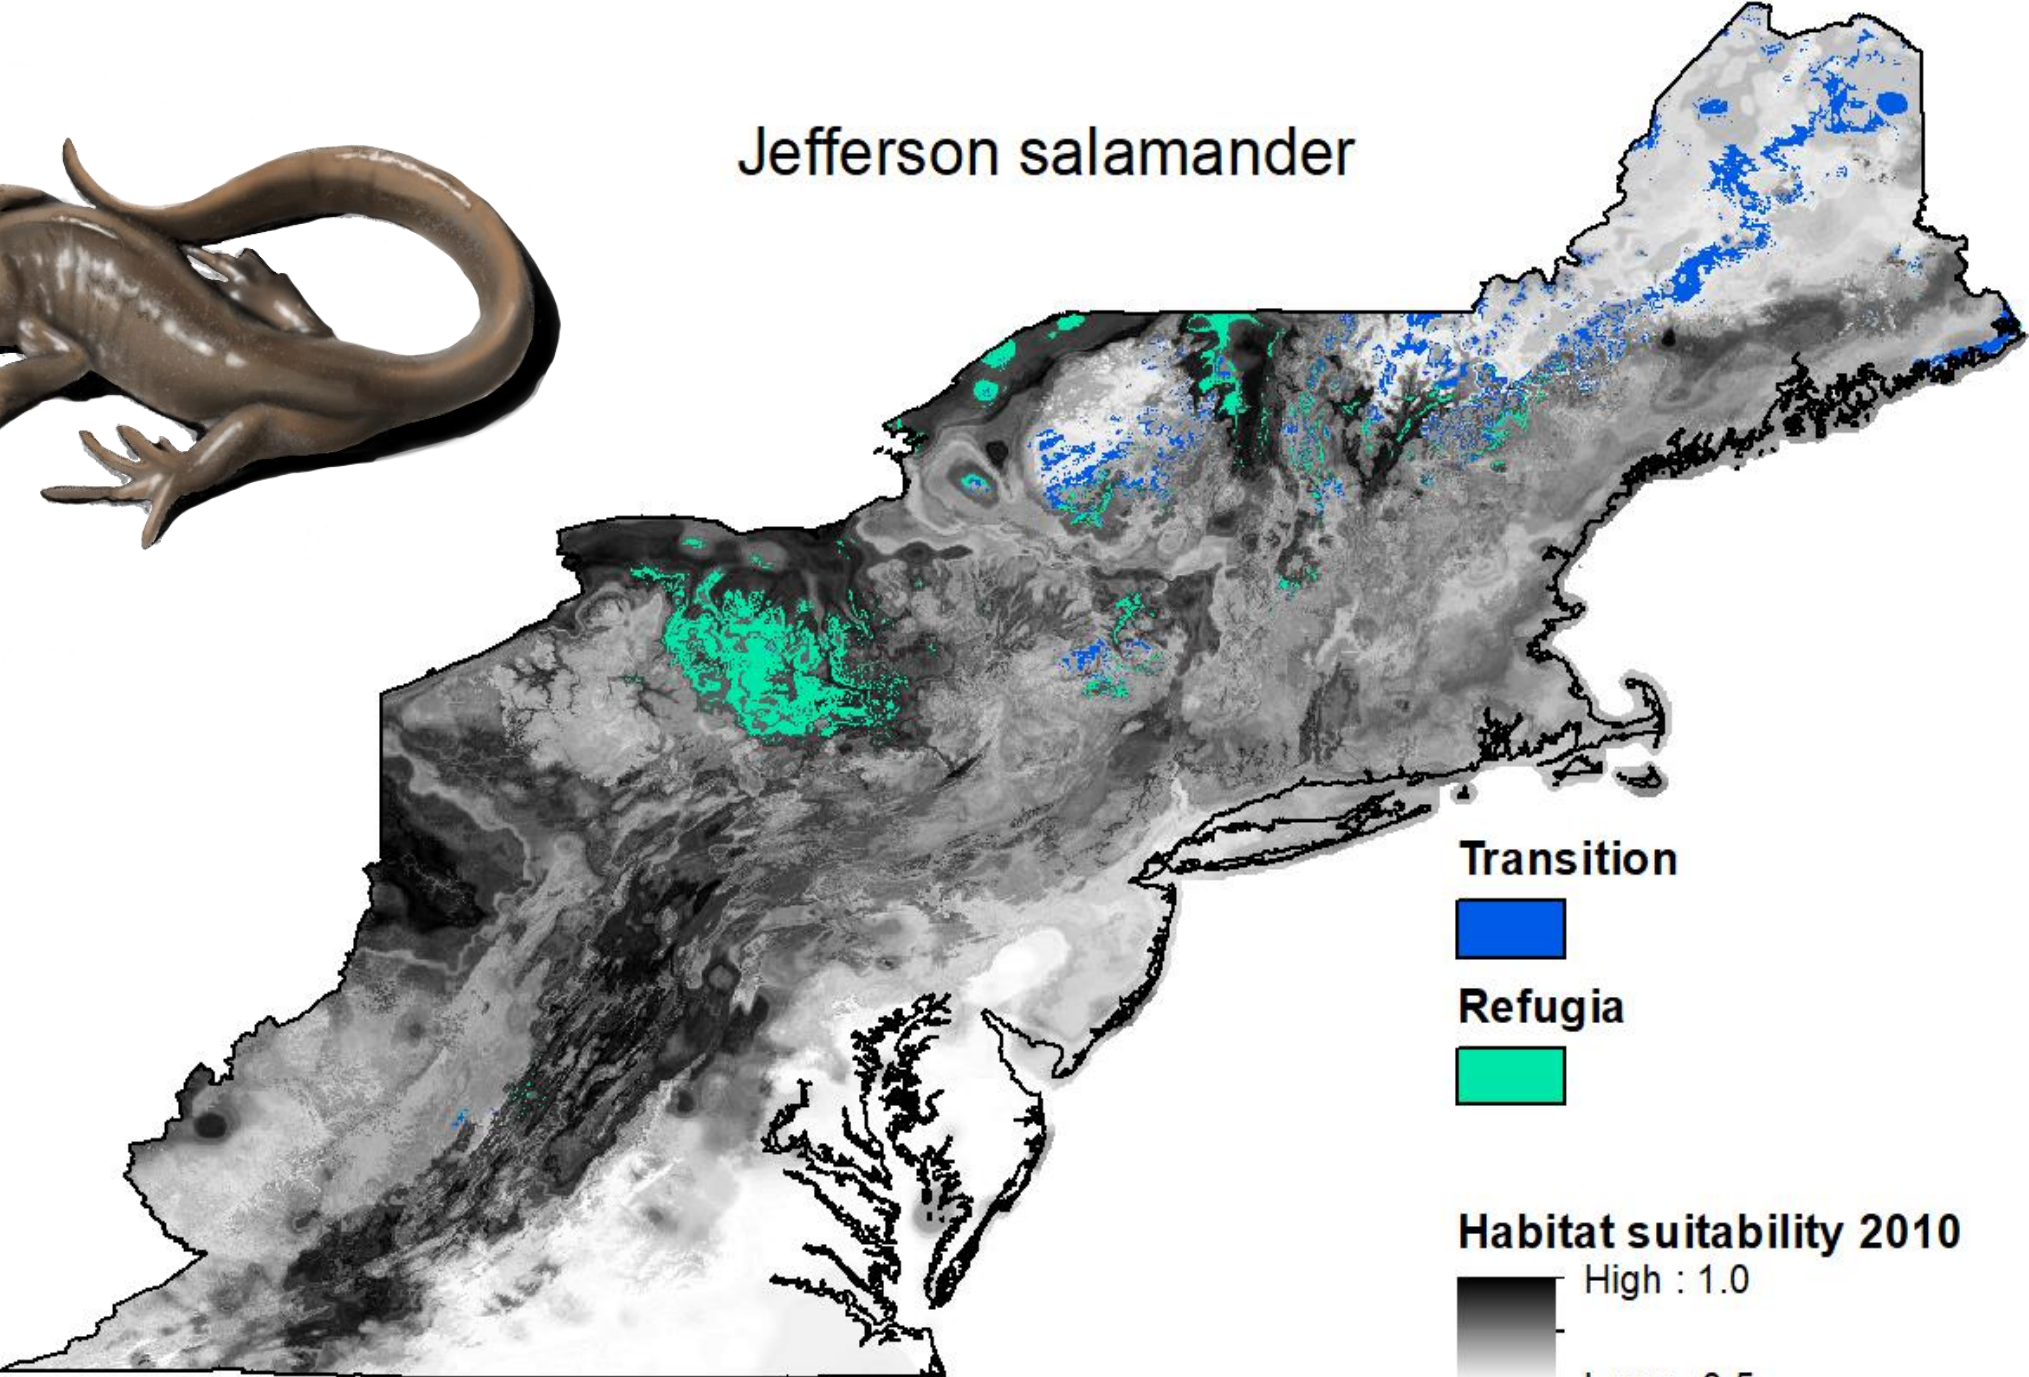 Jefferson salamander
Transition
Refugia
Habitat suitability 2010
High : 1.0